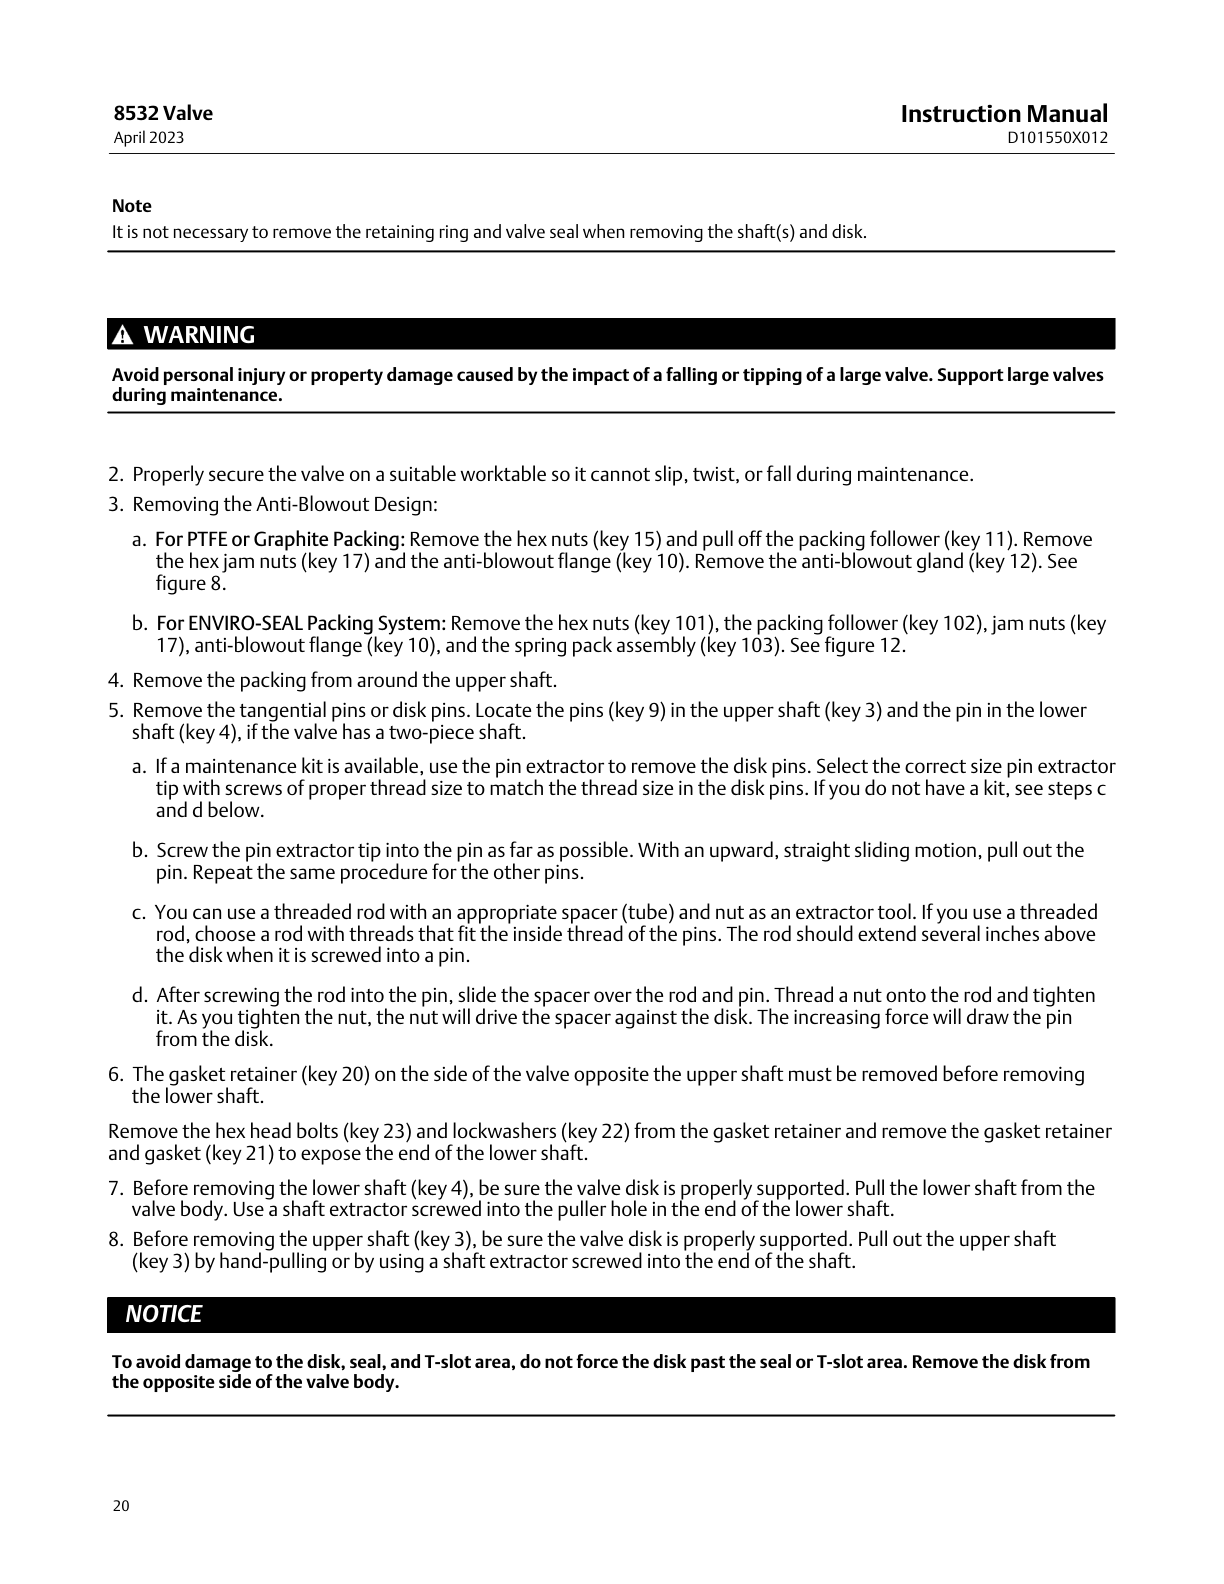 8532 Valve
April 2023
Instruction Manual
D101550X012
Note
It is not necessary to remove the retaining ring and valve seal when removing the shaft(s) and disk.
WARNING
Avoid personal injury or property damage caused by the impact of a falling or tipping of a large valve. Support large valves
during maintenance.
2. Properly secure the valve on a suitable worktable so it cannot slip, twist, or fall during maintenance.
3. Removing the Anti-Blowout Design:
a. For PTFE or Graphite Packing: Remove the hex nuts (key 15) and pull off the packing follower (key 11). Remove
the hex jam nuts (key 17) and the anti-blowout flange (key 10). Remove the anti-blowout gland (key 12). See
figure 8.
b. For ENVIRO-SEAL Packing System: Remove the hex nuts (key 101), the packing follower (key 102), jam nuts (key
17), anti-blowout flange (key 10), and the spring pack assembly (key 103). See figure 12.
4. Remove the packing from around the upper shaft.
5. Remove the tangential pins or disk pins. Locate the pins (key 9) in the upper shaft (key 3) and the pin in the lower
shaft (key 4), if the valve has a two-piece shaft.
a. If a maintenance kit is available, use the pin extractor to remove the disk pins. Select the correct size pin extractor
tip with screws of proper thread size to match the thread size in the disk pins. If you do not have a kit, see steps c
and d below.
b. Screw the pin extractor tip into the pin as far as possible. With an upward, straight sliding motion, pull out the
pin. Repeat the same procedure for the other pins.
c. You can use a threaded rod with an appropriate spacer (tube) and nut as an extractor tool. If you use a threaded
rod, choose a rod with threads that fit the inside thread of the pins. The rod should extend several inches above
the disk when it is screwed into a pin.
d. After screwing the rod into the pin, slide the spacer over the rod and pin. Thread a nut onto the rod and tighten
it. As you tighten the nut, the nut will drive the spacer against the disk. The increasing force will draw the pin
from the disk.
6. The gasket retainer (key 20) on the side of the valve opposite the upper shaft must be removed before removing
the lower shaft.
Remove the hex head bolts (key 23) and lockwashers (key 22) from the gasket retainer and remove the gasket retainer
and gasket (key 21) to expose the end of the lower shaft.
7. Before removing the lower shaft (key 4), be sure the valve disk is properly supported. Pull the lower shaft from the
valve body. Use a shaft extractor screwed into the puller hole in the end of the lower shaft.
8. Before removing the upper shaft (key 3), be sure the valve disk is properly supported. Pull out the upper shaft
(key 3) by hand-pulling or by using a shaft extractor screwed into the end of the shaft.
NOTICE
To avoid damage to the disk, seal, and T-slot area, do not force the disk past the seal or T-slot area. Remove the disk from
the opposite side of the valve body.
20